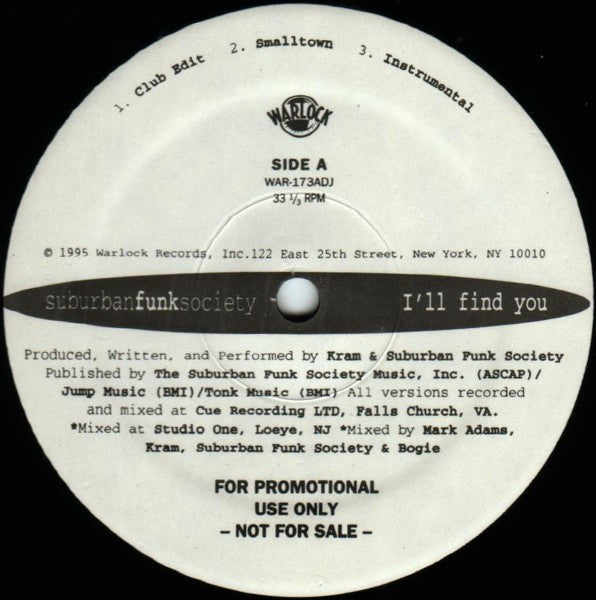 1. Club Edit 2. Smalltown 3. Instrumental
WARLOCK
SIDE A
WAR-173ADJ
33 1/3 RPM
© 1995 Warlock Records, Inc.122 East 25th Street, New York, NY 10010
suburbanfunksociety I'll find you
Produced, Written, and Performed by Kram & Suburban Funk Society
Published by The Suburban Funk Society Music, Inc. (ASCAP)/
Jump Music (BMI)/Tonk Music (BMI) All versions recorded
and mixed at Cue Recording LTD, Falls Church, VA.
*Mixed at Studio One, Loeye, NJ *Mixed by Mark Adams,
Kram, Suburban Funk Society & Bogie
FOR PROMOTIONAL
USE ONLY
– NOT FOR SALE –